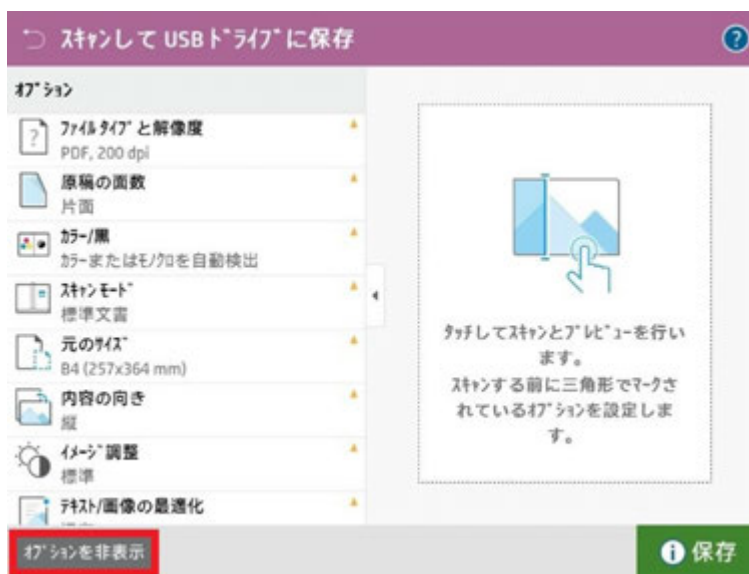 スキャンして USBドライブに保存
?
オプション
?
ファイルタイプと解像度
PDF, 200 dpi
原稿の面数
片面
カラー/黒
カラーまたはモノクロを自動検出
スキャンモード
標準文書
元のサイズ
B4 (257x364 mm)
内容の向き
縦
イメージ調整
標準
テキスト/画像の最適化
タッチしてスキャンとプレビューを行い
ます。
スキャンする前に三角形でマークさ
れているオプションを設定しま
す。
オプションを非表示
保存